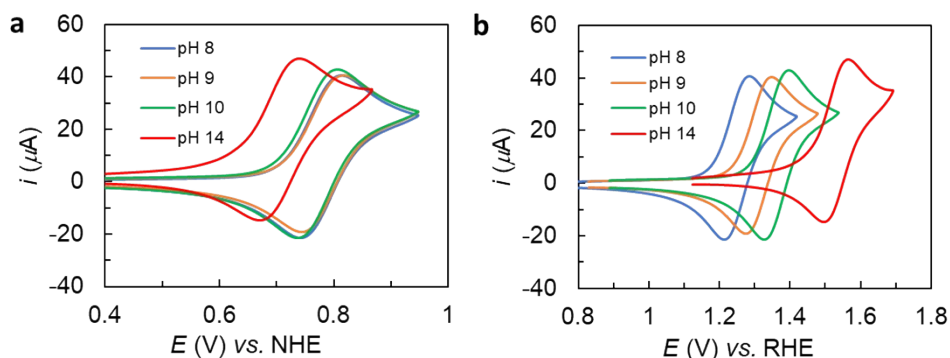 a
60
40
20
0
-20
-40
i (µA)
pH 8
pH 9
pH 10
pH 14
0.4
0.6
0.8
1
E (V) vs. NHE
b
60
40
20
0
-20
-40
i (µA)
pH 8
pH 9
pH 10
pH 14
0.8
1
1.2
1.4
1.6
1.8
E (V) vs. RHE